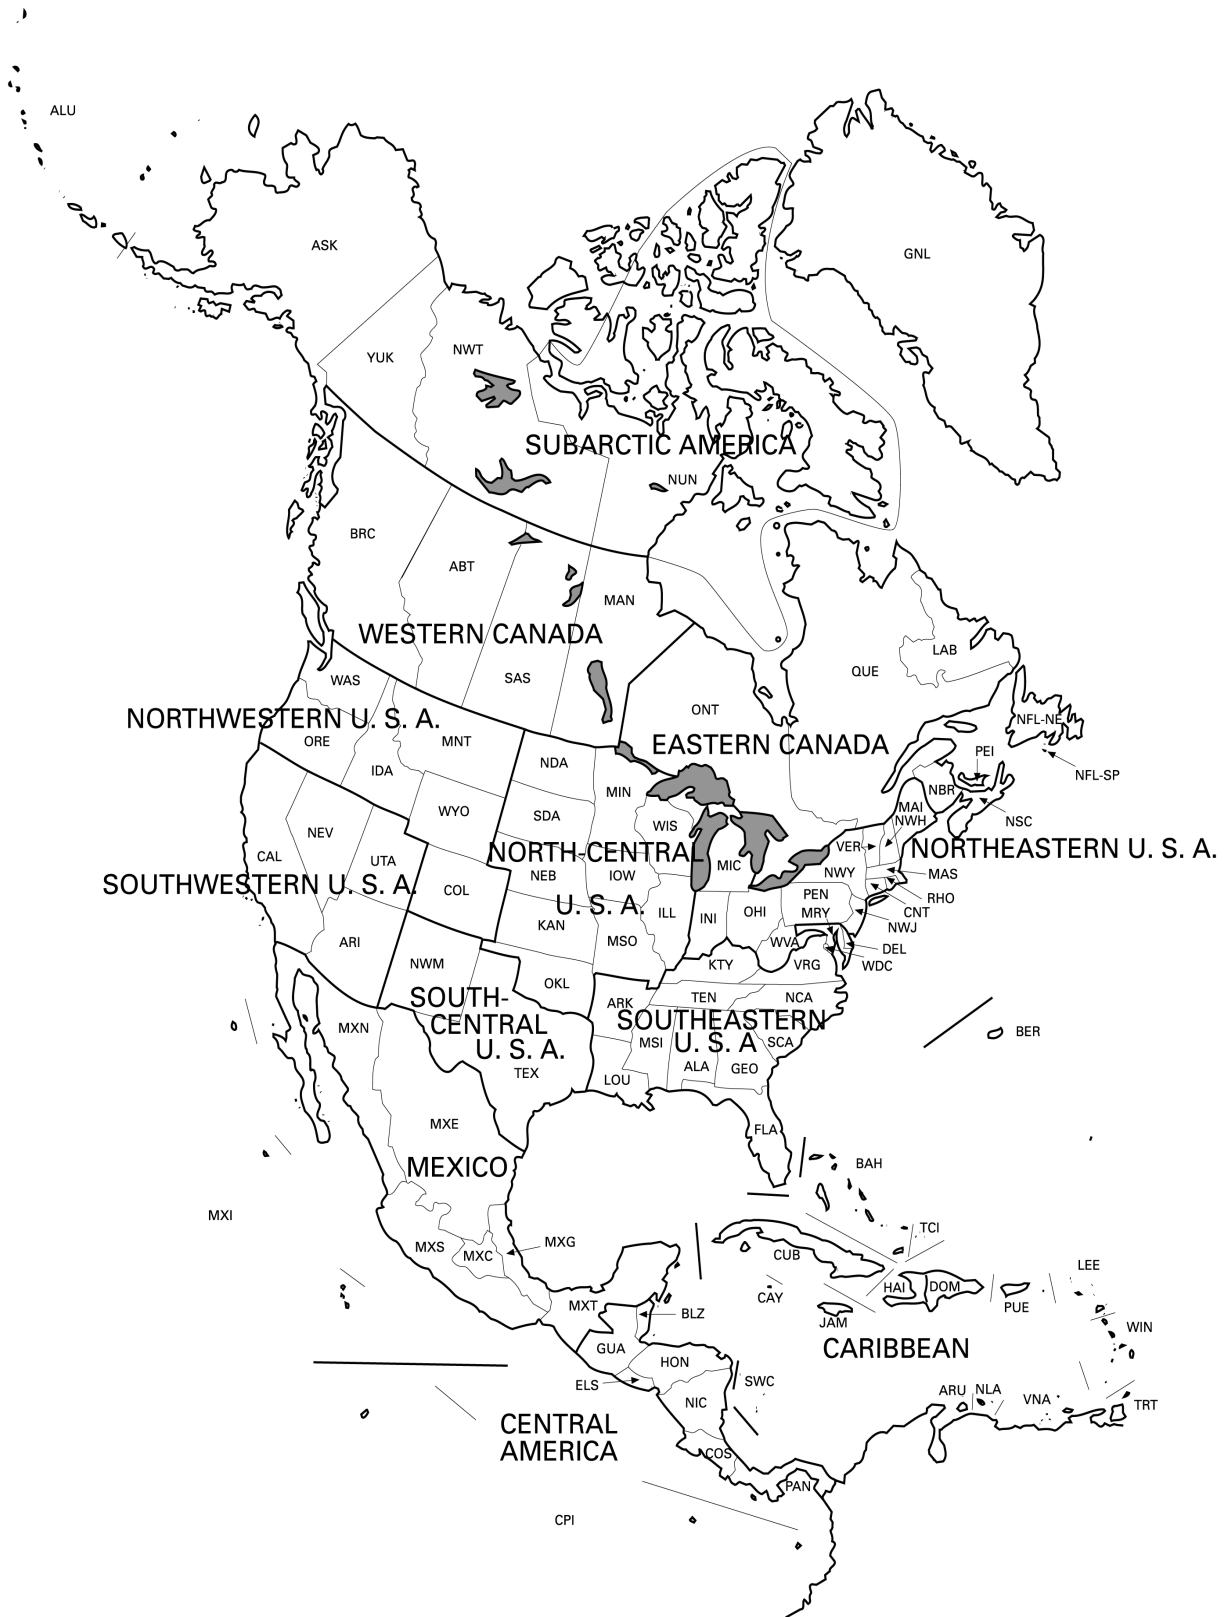 ALU
ASK
GNL
YUK
NWT
SUBARCTIC AMERICA
NUN
BRC
ABT
MAN
WESTERN CANADA
LAB
QUE
WAS
SAS
ONT
NORTHWESTERN U. S. A.
NFL-NE
ORE
MNT
EASTERN CANADA
PEI
NFL-SP
IDA
NDA
MIN
NBR
MAI
WYO
SDA
WIS
NWH
NSC
NEV
VER
NORTHEASTERN U. S. A.
CAL
UTA
NORTH-CENTRAL
U. S. A.
MIC
NWY
MAS
SOUTHWESTERN U. S. A.
COL
NEB
IOW
PEN
RHO
ILL
INI
OHI
MRY
CNT
KAN
NWJ
ARI
MSO
WVA
DEL
NWM
KTY
VRG
WDC
OKL
SOUTH-
CENTRAL
U. S. A.
ARK
TEN
NCA
MXN
SOUTHEASTERN
U. S. A
MSI
SCA
BER
TEX
LOU
ALA
GEO
MXE
FLA
MEXICO
BAH
MXI
TCI
MXS
MXC
MXG
CUB
LEE
HAI
DOM
CAY
PUE
MXT
BLZ
JAM
WIN
GUA
CARIBBEAN
HON
ELS
SWC
ARU
NLA
VNA
TRT
NIC
CENTRAL
AMERICA
COS
PAN
CPI